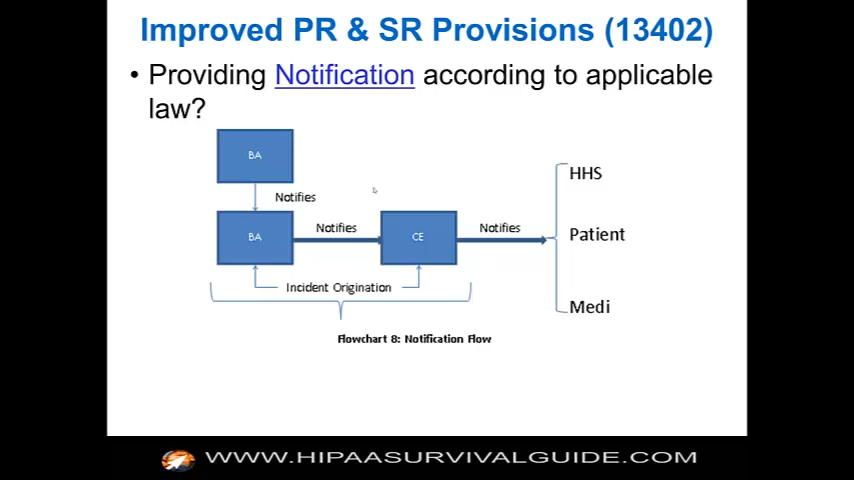 Improved PR & SR Provisions (13402)
• Providing Notification according to applicable
law?
BA
Notifies
BA
Notifies
CE
Notifies
HHS
Patient
Medi
Incident Origination
Flowchart 8: Notification Flow
WWW.HIPAASURVIVALGUIDE.COM